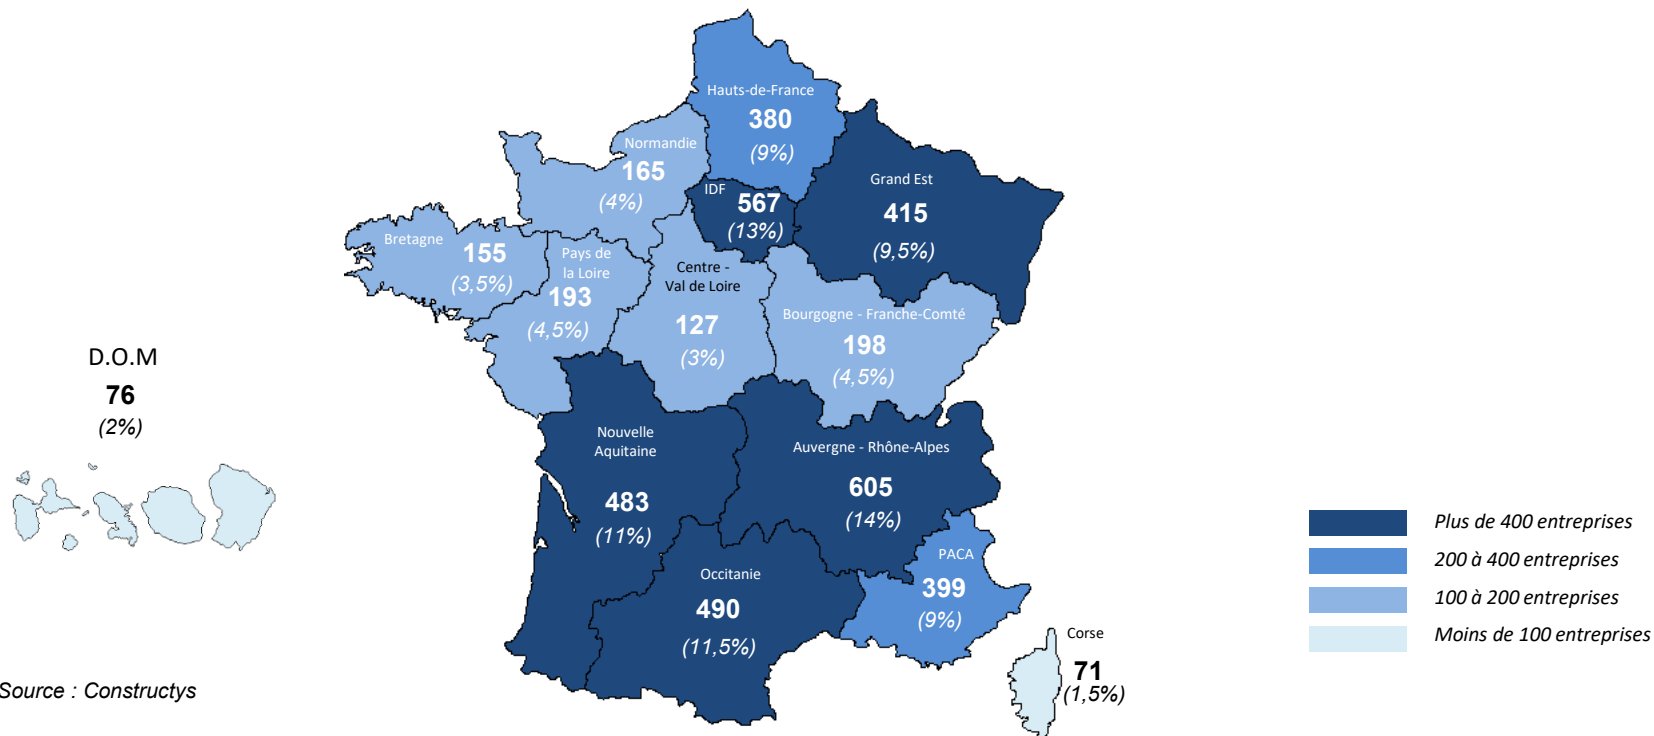 Hauts-de-France
380
(9%)
Normandie
165
(4%)
IDF
567
(13%)
Grand Est
415
(9,5%)
Bretagne
155
(3,5%)
Pays de
la Loire
193
(4,5%)
Centre -
Val de Loire
127
(3%)
Bourgogne - Franche-Comté
198
(4,5%)
D.O.M
76
(2%)
Nouvelle
Aquitaine
483
(11%)
Auvergne - Rhône-Alpes
605
(14%)
Occitanie
490
(11,5%)
PACA
399
(9%)
Corse
71
(1,5%)
Plus de 400 entreprises
200 à 400 entreprises
100 à 200 entreprises
Moins de 100 entreprises
Source : Constructys